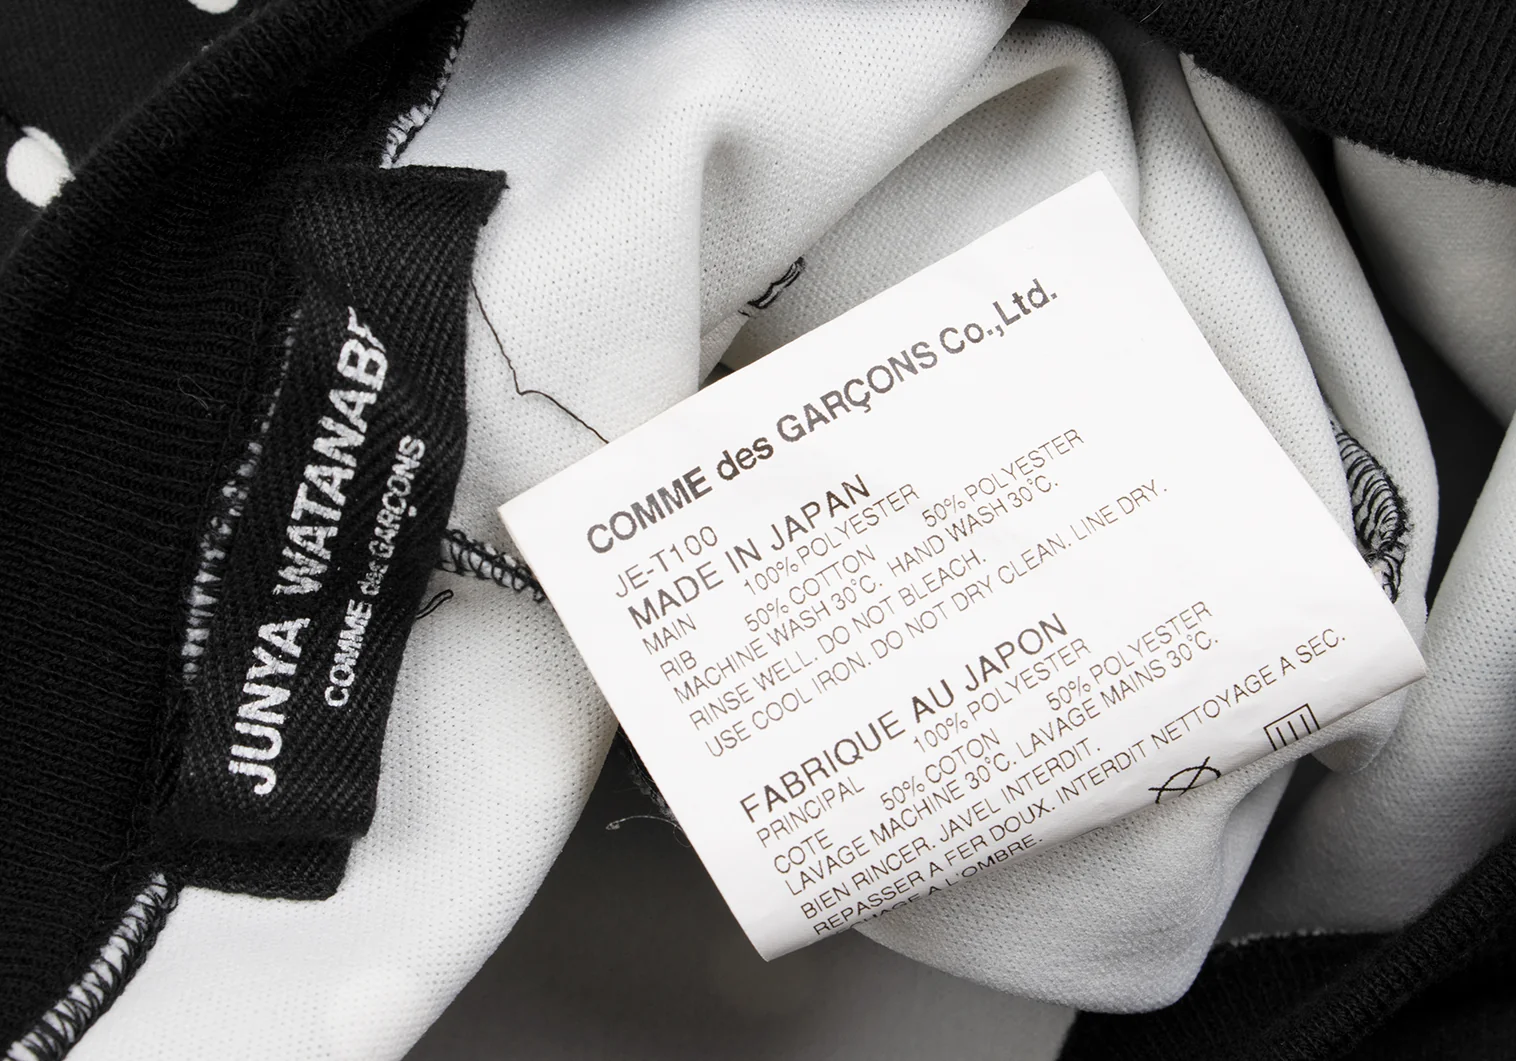 JUNYA WATANABE
COMME des GARÇONS
COMME des GARÇONS Co.,Ltd.
JE-T100
MADE IN JAPAN
MAIN 100% POLYESTER
RIB 50% COTTON 50% POLYESTER
MACHINE WASH 30°C. HAND WASH 30°C.
RINSE WELL. DO NOT BLEACH.
USE COOL IRON. DO NOT DRY CLEAN. LINE DRY.
FABRIQUE AU JAPON
PRINCIPAL 100% POLYESTER
COTE 50% COTON 50% POLYESTER
LAVAGE MACHINE 30°C. LAVAGE MAINS 30°C.
BIEN RINCER. JAVEL INTERDIT.
REPASSER A FER DOUX. INTERDIT NETTOYAGE A SEC.
A L'OMBRE.